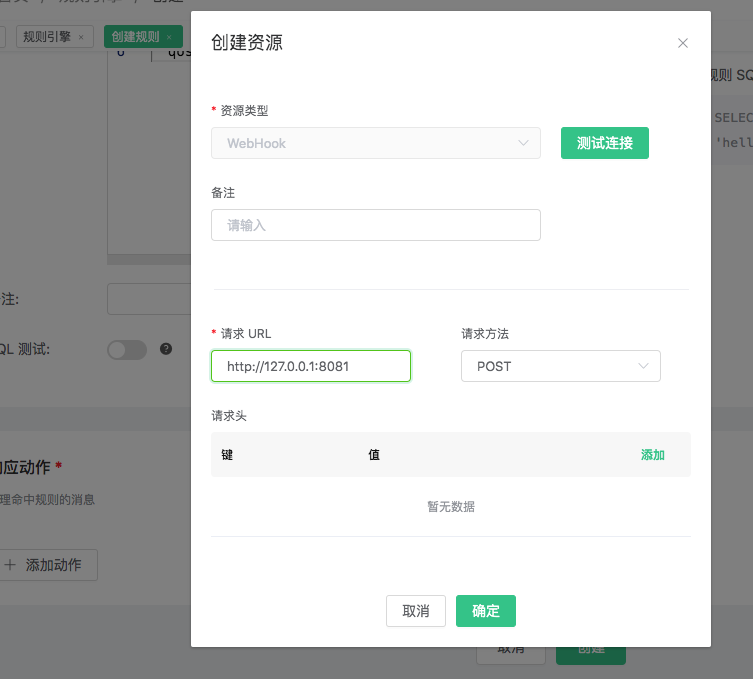 规则引擎 ×
创建规则 ×
6
创建资源
规则 SQ
* 资源类型
SELEC
WebHook
测试连接
'hell
备注
请输入
注:
* 请求 URL
请求方法
QL 测试:
http://127.0.0.1:8081
POST
请求头
键 值 添加
应动作 *
理命中规则的消息
暂无数据
+ 添加动作
取消
确定
取消
创建